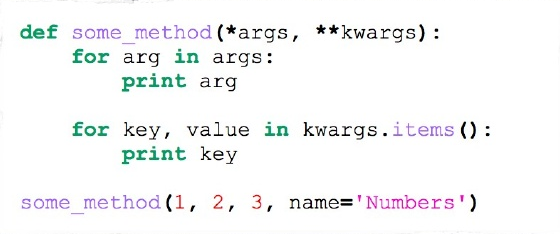 def some_method(*args, **kwargs):
    for arg in args:
        print arg

    for key, value in kwargs.items():
        print key

some_method(1, 2, 3, name='Numbers')